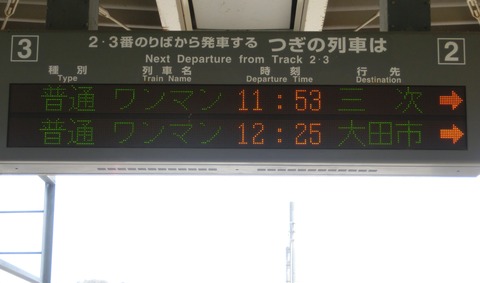 3 2・3番のりばから発車する つぎの列車は 2
Next Departure from Track 2・3
種別 列車名 時刻 行先
Type Train Name Departure Time Destination
普通 ワンマン 11:53 三次 →
普通 ワンマン 12:25 大田市 →